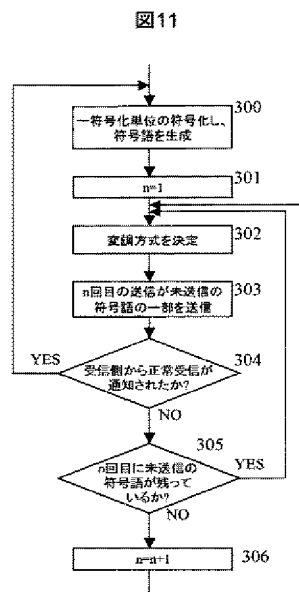 図11
一符号化単位の符号化し、
符号語を生成
300
n=1
301
変調方式を決定
302
n回目の送信が未送信の
符号語の一部を送信
303
YES
受信側から正常受信が
通知されたか?
304
NO
305
n回目に未送信の
符号語が残って
いるか?
YES
NO
n=n+1
306